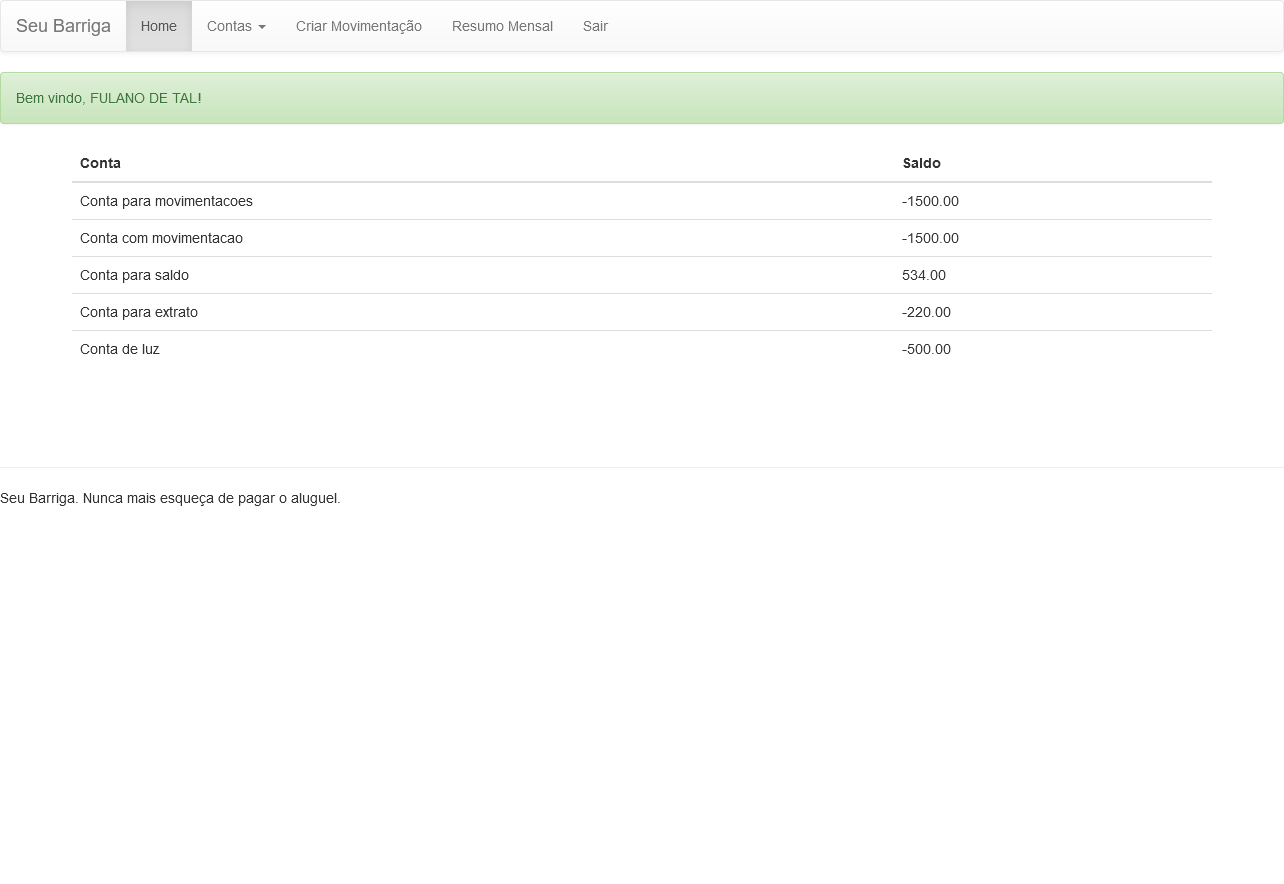 Seu Barriga Home Contas Criar Movimentação Resumo Mensal Sair
Bem vindo, FULANO DE TAL!
Conta Saldo
Conta para movimentacoes -1500.00
Conta com movimentacao -1500.00
Conta para saldo 534.00
Conta para extrato -220.00
Conta de luz -500.00
Seu Barriga. Nunca mais esqueça de pagar o aluguel.